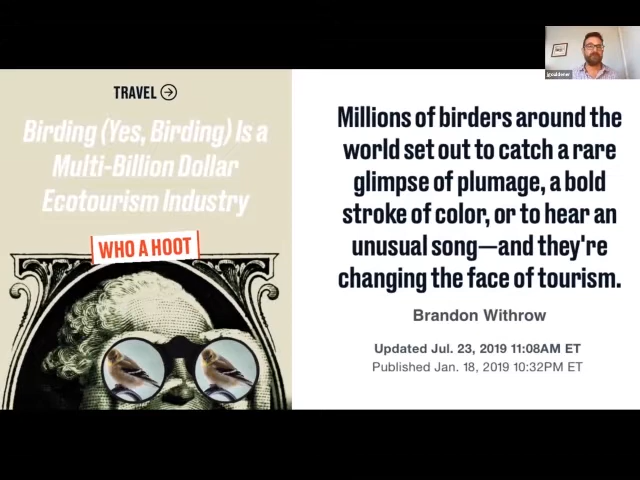 TRAVEL
Birding (Yes, Birding) Is a
Multi-Billion Dollar
Ecotourism Industry
WHO A HOOT
Millions of birders around the
world set out to catch a rare
glimpse of plumage, a bold
stroke of color, or to hear an
unusual song—and they're
changing the face of tourism.
Brandon Withrow
Updated Jul. 23, 2019 11:08AM ET
Published Jan. 18, 2019 10:32PM ET